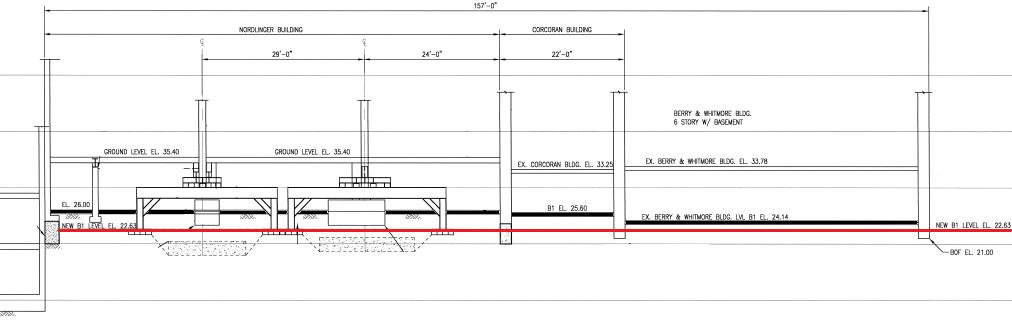 157'-0"
NORDLINGER BUILDING
CORCORAN BUILDING
29'-0"
24'-0"
22'-0"
BERRY & WHITMORE BLDG.
6 STORY W/ BASEMENT
GROUND LEVEL EL. 35.40
GROUND LEVEL EL. 35.40
EX. CORCORAN BLDG. EL. 33.25
EX. BERRY & WHITMORE BLDG. EL. 33.78
EL. 26.00
B1 EL. 25.60
EX. BERRY & WHITMORE BLDG. LVL B1 EL. 24.14
NEW B1 LEVEL EL. 22.63
NEW B1 LEVEL EL. 22.63
BOF EL. 21.00